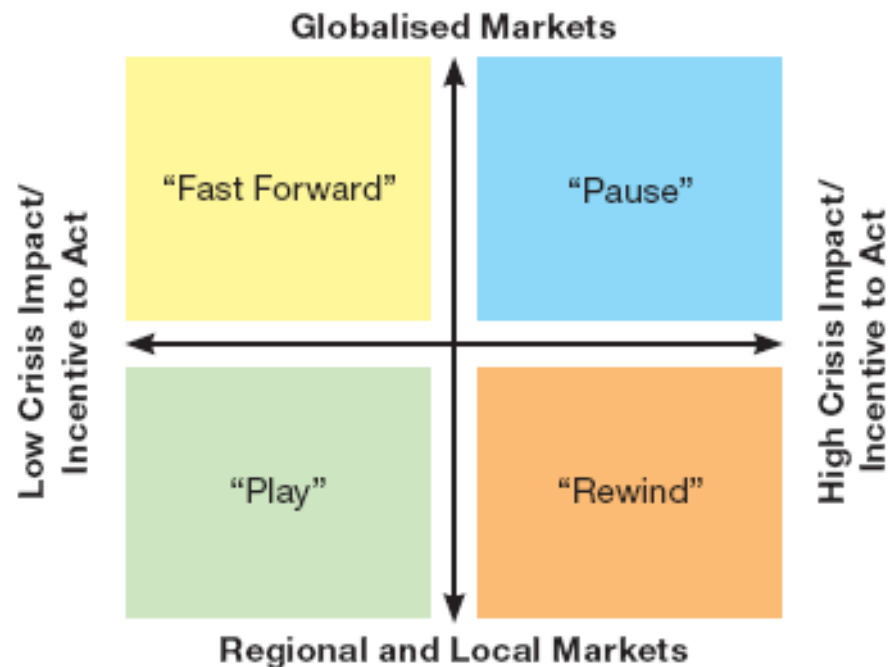 Globalised Markets
“Fast Forward”
“Pause”
Low Crisis Impact/
Incentive to Act
High Crisis Impact/
Incentive to Act
“Play”
“Rewind”
Regional and Local Markets